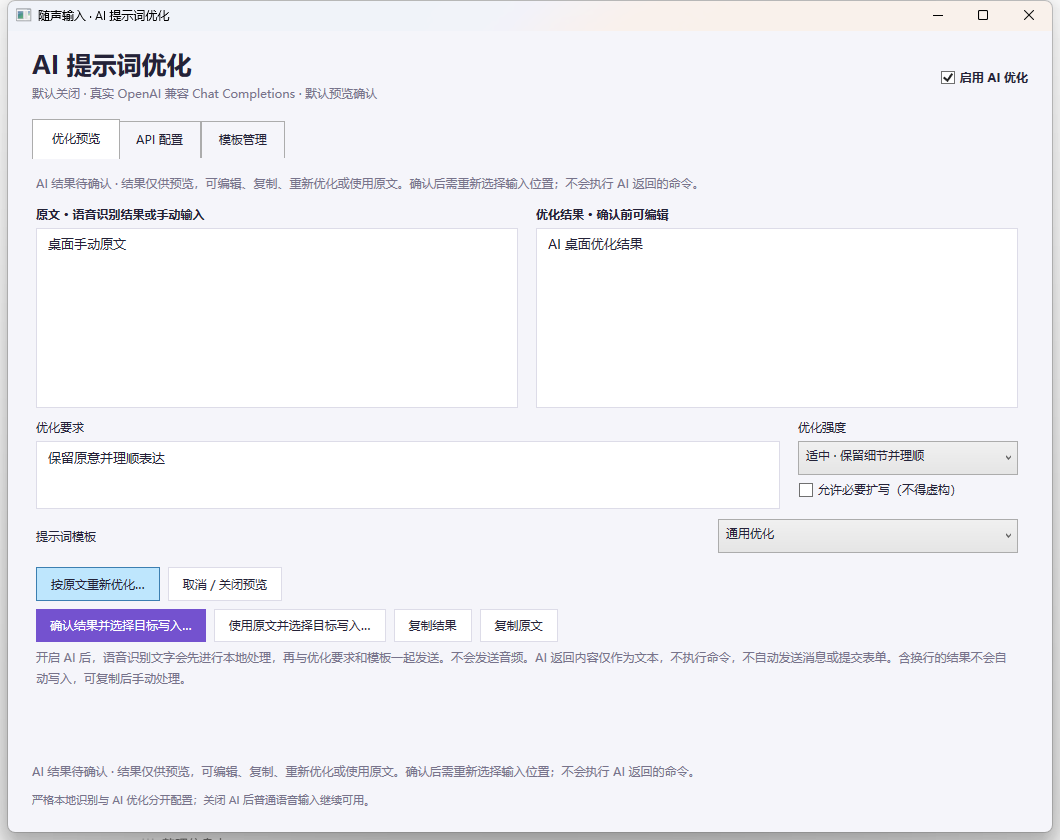 随声输入 · AI 提示词优化
AI 提示词优化
默认关闭 · 真实 OpenAI 兼容 Chat Completions · 默认预览确认
启用 AI 优化
优化预览
API 配置
模板管理
AI 结果待确认 · 结果仅供预览，可编辑、复制、重新优化或使用原文。确认后需重新选择输入位置；不会执行 AI 返回的命令。
原文 • 语音识别结果或手动输入
优化结果 • 确认前可编辑
桌面手动原文
AI 桌面优化结果
优化要求
优化强度
保留原意并理顺表达
适中 · 保留细节并理顺
允许必要扩写（不得虚构）
提示词模板
通用优化
按原文重新优化...
取消 / 关闭预览
确认结果并选择目标写入...
使用原文并选择目标写入...
复制结果
复制原文
开启 AI 后，语音识别文字会先进行本地处理，再与优化要求和模板一起发送。不会发送音频。AI 返回内容仅作为文本，不执行命令，不自动发送消息或提交表单。含换行的结果不会自
动写入，可复制后手动处理。
AI 结果待确认 · 结果仅供预览，可编辑、复制、重新优化或使用原文。确认后需重新选择输入位置；不会执行 AI 返回的命令。
严格本地识别与 AI 优化分开配置；关闭 AI 后普通语音输入继续可用。